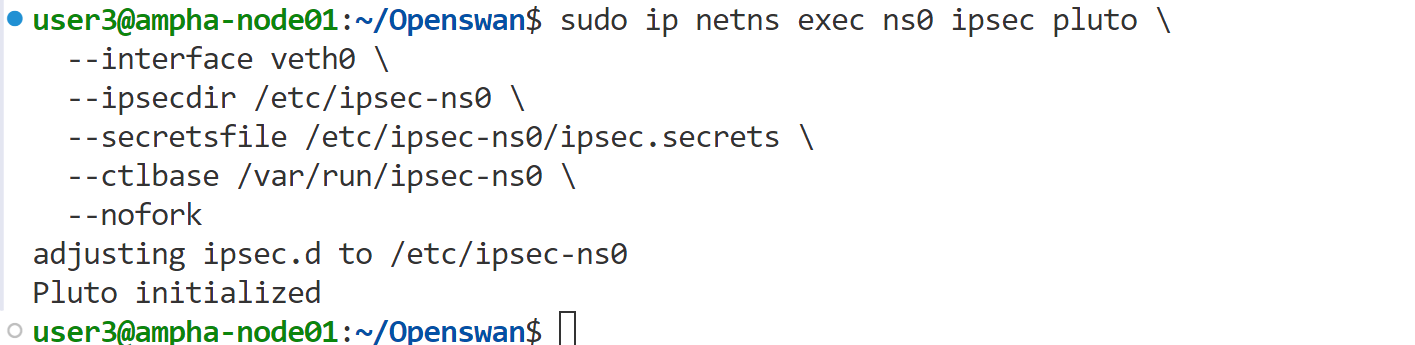 user3@ampha-node01:~/Openswan$ sudo ip netns exec ns0 ipsec pluto \
  --interface veth0 \
  --ipsecdir /etc/ipsec-ns0 \
  --secretsfile /etc/ipsec-ns0/ipsec.secrets \
  --ctlbase /var/run/ipsec-ns0 \
  --nofork
adjusting ipsec.d to /etc/ipsec-ns0
Pluto initialized
user3@ampha-node01:~/Openswan$